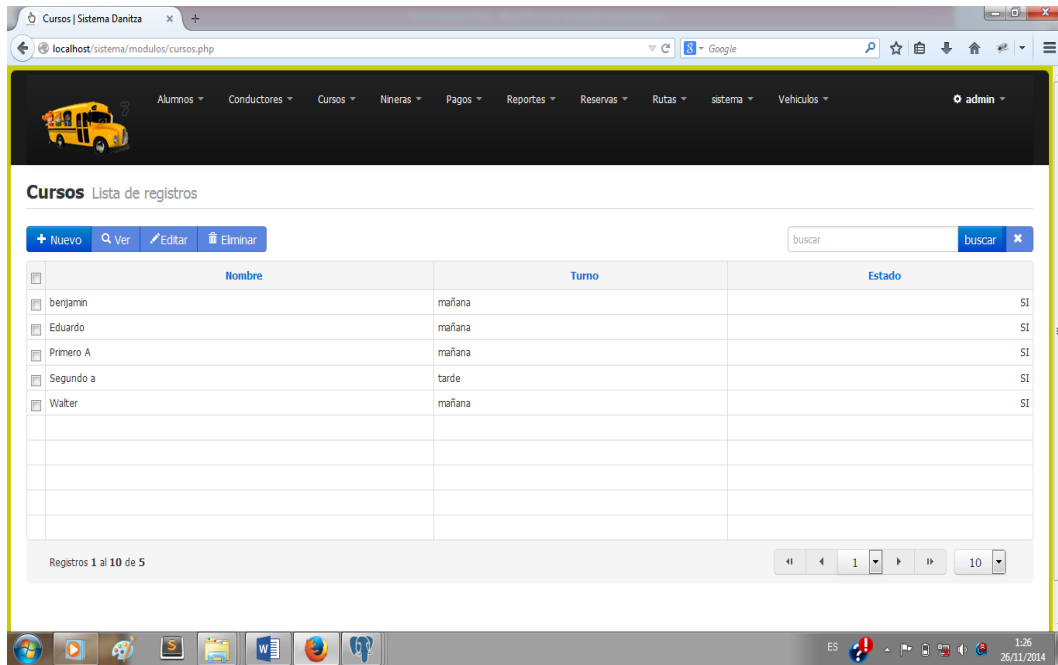 Cursos | Sistema Danitza
localhost/sistema/modulos/cursos.php
Google
Alumnos Conductores Cursos Nineras Pagos Reportes Reservas Rutas sistema Vehiculos admin
Cursos Lista de registros
Nuevo Ver Editar Eliminar buscar buscar
Nombre Turno Estado
benjamin mañana SI
Eduardo mañana SI
Primero A mañana SI
Segundo a tarde SI
Walter mañana SI
Registros 1 al 10 de 5 1 10
ES 1:26
26/11/2014